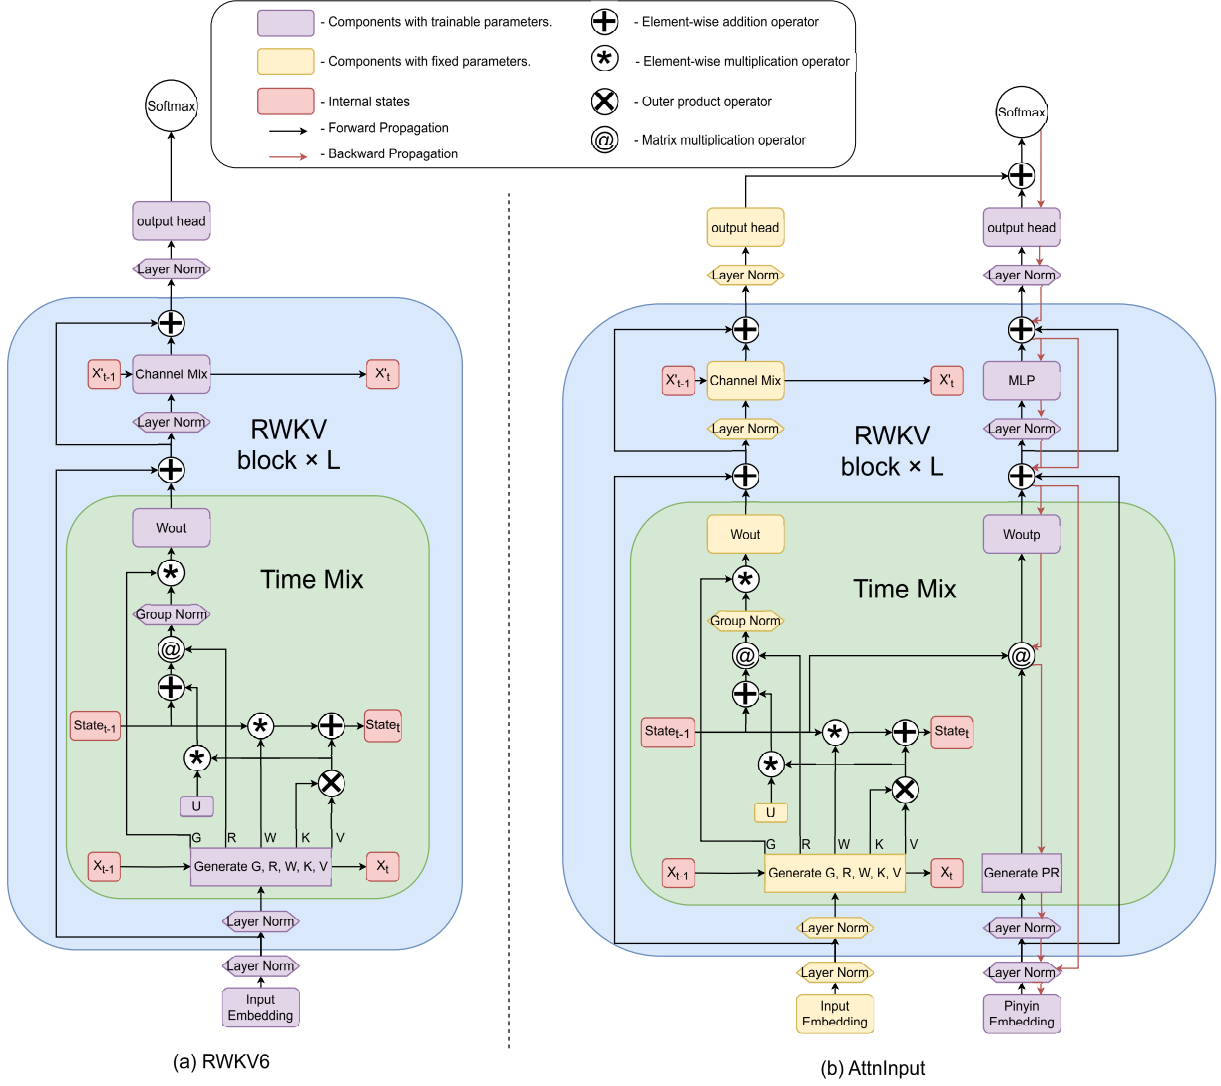 - Components with trainable parameters.
- Components with fixed parameters.
- Internal states
- Forward Propagation
- Backward Propagation
- Element-wise addition operator
- Element-wise multiplication operator
- Outer product operator
@ - Matrix multiplication operator
Softmax
output head
Layer Norm
X't-1
Channel Mix
X't
Layer Norm
RWKV
block × L
Wout
Time Mix
Group Norm
@
Statet-1
Statet
U
G R W K V
Xt-1
Generate G, R, W, K, V
Xt
Layer Norm
Layer Norm
Input
Embedding
(a) RWKV6
Softmax
output head
output head
Layer Norm
Layer Norm
X't-1
Channel Mix
X't
MLP
Layer Norm
Layer Norm
RWKV
block × L
Wout
Woutp
Time Mix
Group Norm
@
@
Statet-1
Statet
U
G R W K V
Xt-1
Generate G, R, W, K, V
Xt
Generate PR
Layer Norm
Layer Norm
Layer Norm
Layer Norm
Input
Embedding
Pinyin
Embedding
(b) AttnInput